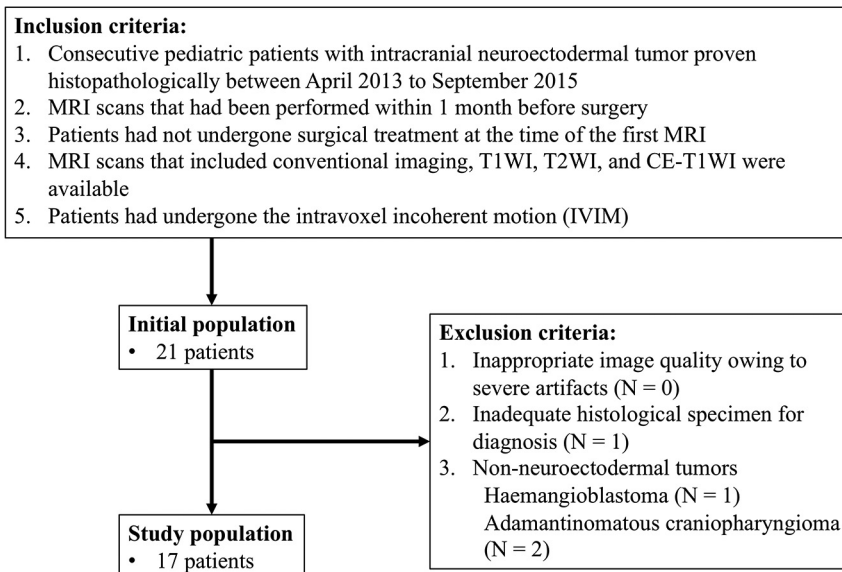 Inclusion criteria:
1. Consecutive pediatric patients with intracranial neuroectodermal tumor proven
histopathologically between April 2013 to September 2015
2. MRI scans that had been performed within 1 month before surgery
3. Patients had not undergone surgical treatment at the time of the first MRI
4. MRI scans that included conventional imaging, T1WI, T2WI, and CE-T1WI were
available
5. Patients had undergone the intravoxel incoherent motion (IVIM)
Initial population
• 21 patients
Exclusion criteria:
1. Inappropriate image quality owing to
severe artifacts (N = 0)
2. Inadequate histological specimen for
diagnosis (N = 1)
3. Non-neuroectodermal tumors
Haemangioblastoma (N = 1)
Adamantinomatous craniopharyngioma
(N = 2)
Study population
• 17 patients